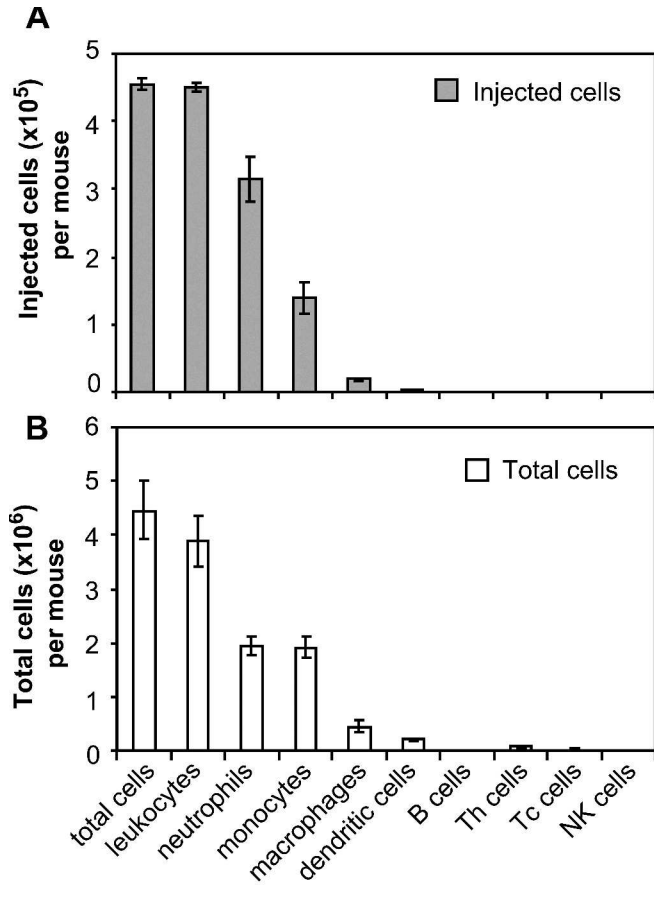 A
Injected cells (x10⁵)
per mouse
5
4
3
2
1
0
Injected cells
B
Total cells (x10⁶)
per mouse
6
5
4
3
2
1
0
Total cells
total cells
leukocytes
neutrophils
monocytes
macrophages
dendritic cells
B cells
Th cells
Tc cells
NK cells